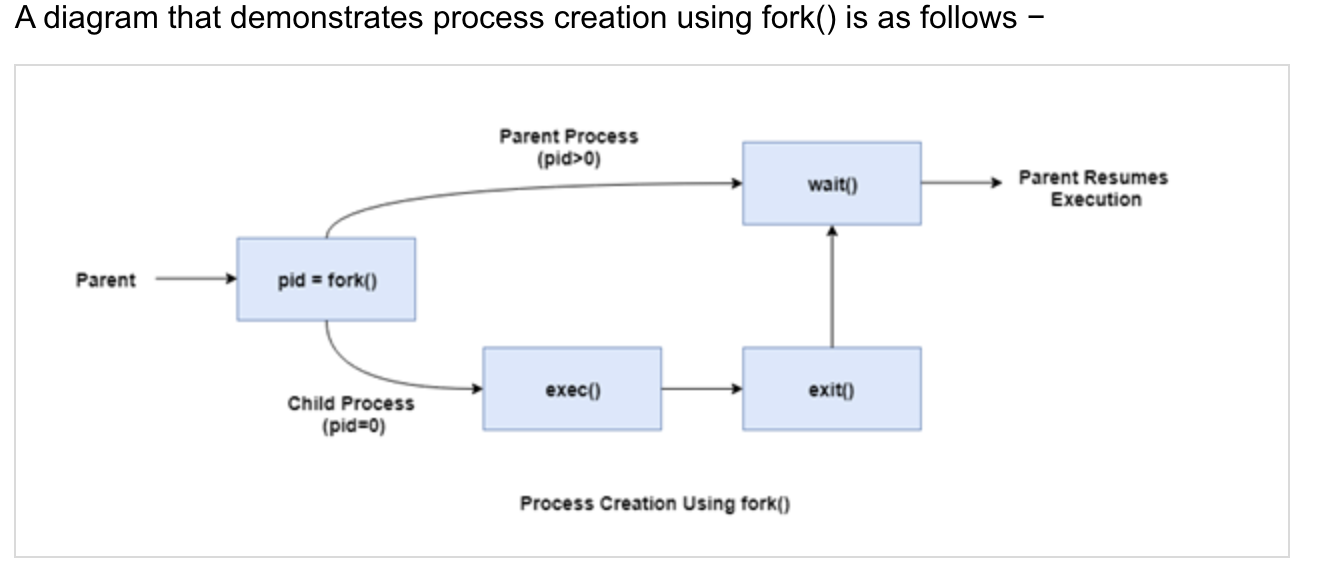 A diagram that demonstrates process creation using fork() is as follows −
Parent Process
(pid>0)
wait()
Parent Resumes
Execution
Parent
pid = fork()
exec()
exit()
Child Process
(pid=0)
Process Creation Using fork()